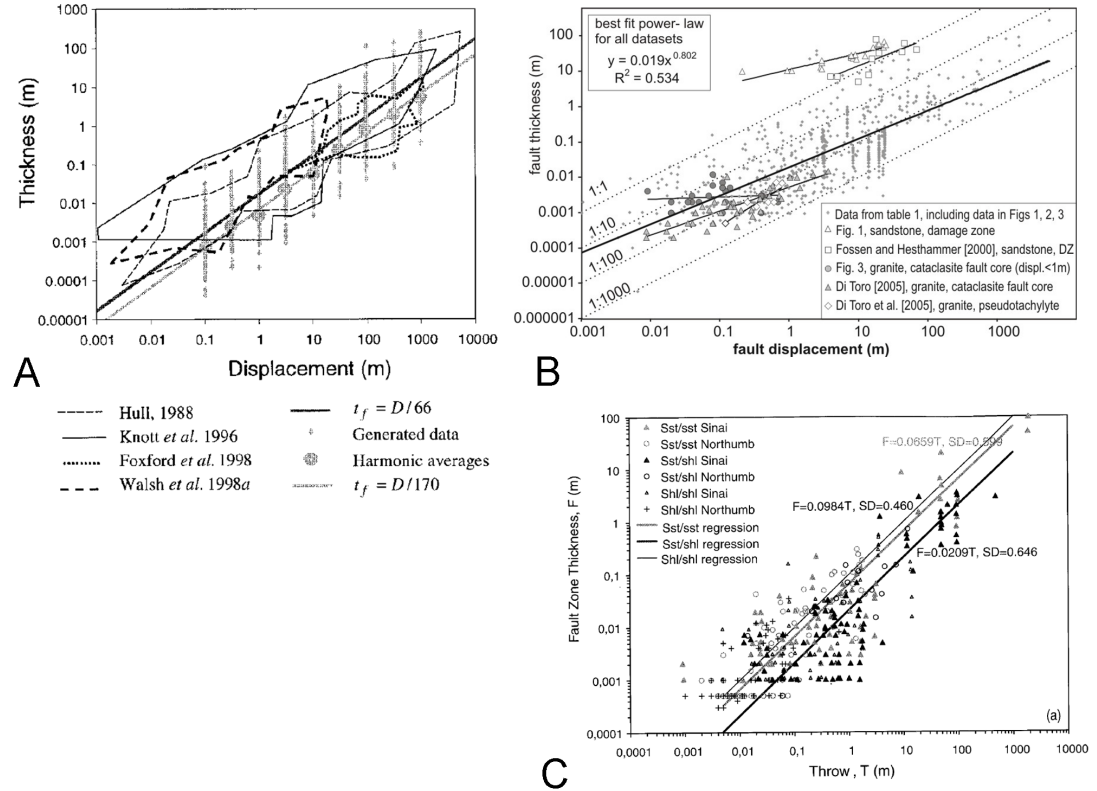 1000
100
10
1
0.1
0.01
0.001
0.0001
0.00001
Thickness (m)
0.001 0.01 0.1 1 10 100 1000 10000
Displacement (m)
A
Hull, 1988
Knott et al. 1996
Foxford et al. 1998
Walsh et al. 1998a
t f = D/66
Generated data
Harmonic averages
t f = D/170
best fit power- law
for all datasets
y = 0.019x^0.802
R² = 0.534
100
10
1
0.1
0.01
0.001
0.0001
0.000001
fault thickness (m)
1:1
1:10
1:100
1:1000
Data from table 1, including data in Figs 1, 2, 3
Fig. 1, sandstone, damage zone
Fossen and Hesthammer [2000], sandstone, DZ
Fig. 3, granite, cataclasite fault core (displ.<1m)
Di Toro [2005], granite, cataclasite fault core
Di Toro et al. [2005], granite, pseudotachylyte
0.001 0.01 0.1 1 10 100 1000
fault displacement (m)
B
100
10
1
0,1
0,01
0,001
0,0001
Fault Zone Thickness, F (m)
Sst/sst Sinai
Sst/sst Northumb
Sst/shl Sinai
Sst/shl Northumb
Shl/shl Sinai
Shl/shl Northumb
Sst/sst regression
Sst/shl regression
Shl/shl regression
F=0.0659T, SD=0.599
F=0.0984T, SD=0.460
F=0.0209T, SD=0.646
(a)
0,0001 0,001 0,01 0,1 1 10 100 1000 10000
Throw , T (m)
C